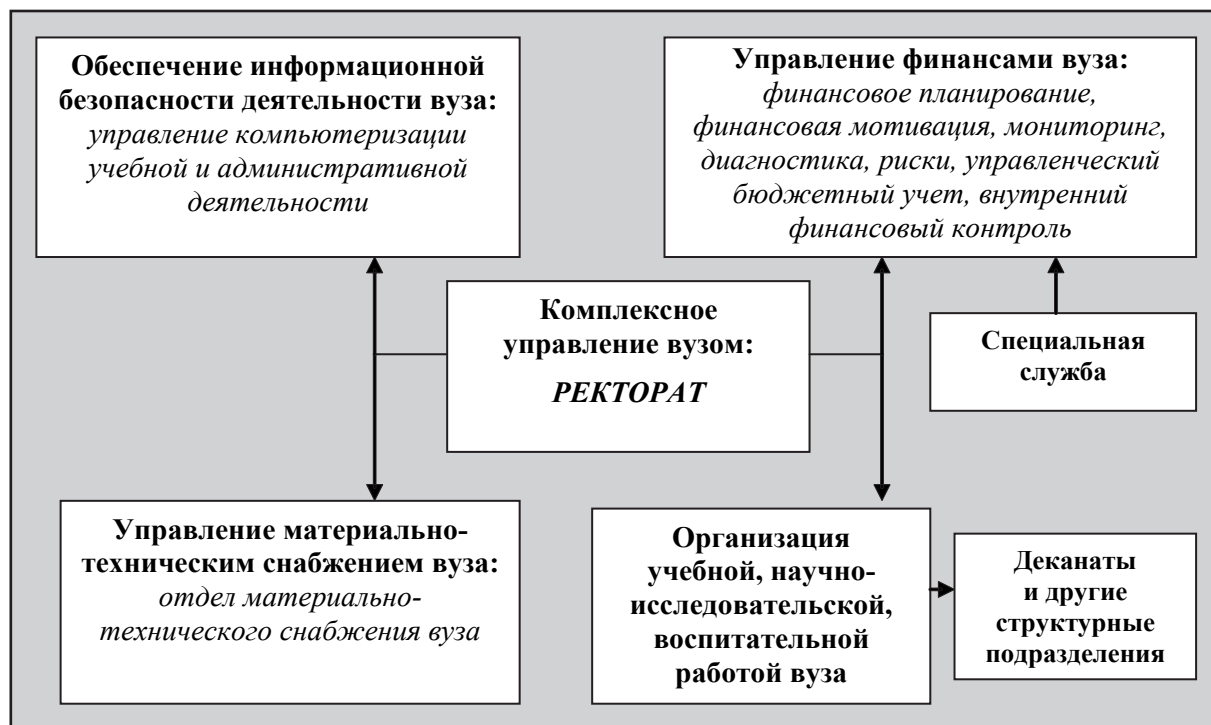 Обеспечение информационной
безопасности деятельности вуза:
управление компьютеризации
учебной и административной
деятельности
Управление финансами вуза:
финансовое планирование,
финансовая мотивация, мониторинг,
диагностика, риски, управленческий
бюджетный учет, внутренний
финансовый контроль
Комплексное
управление вузом:
РЕКТОРАТ
Специальная
служба
Управление материально-
техническим снабжением вуза:
отдел материально-
технического снабжения вуза
Организация
учебной, научно-
исследовательской,
воспитательной
работой вуза
Деканаты
и другие
структурные
подразделения